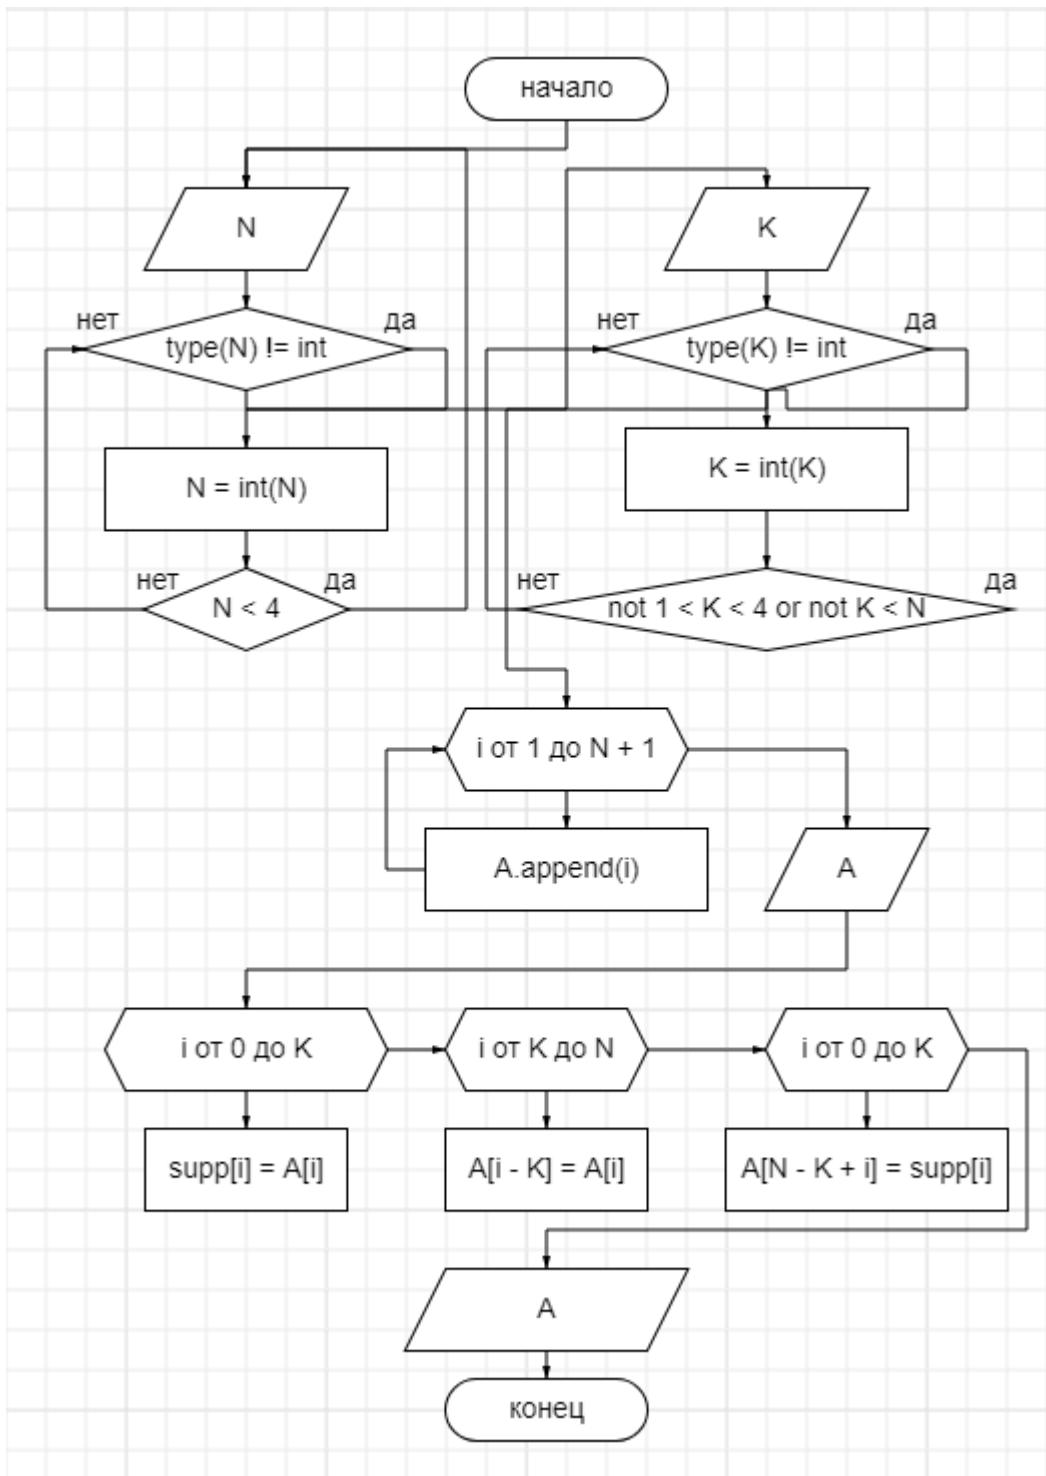 начало
N
K
нет
да
type(N) != int
нет
да
type(K) != int
N = int(N)
K = int(K)
нет
да
N < 4
нет
да
not 1 < K < 4 or not K < N
i от 1 до N + 1
A.append(i)
A
i от 0 до K
i от K до N
i от 0 до K
supp[i] = A[i]
A[i - K] = A[i]
A[N - K + i] = supp[i]
A
конец